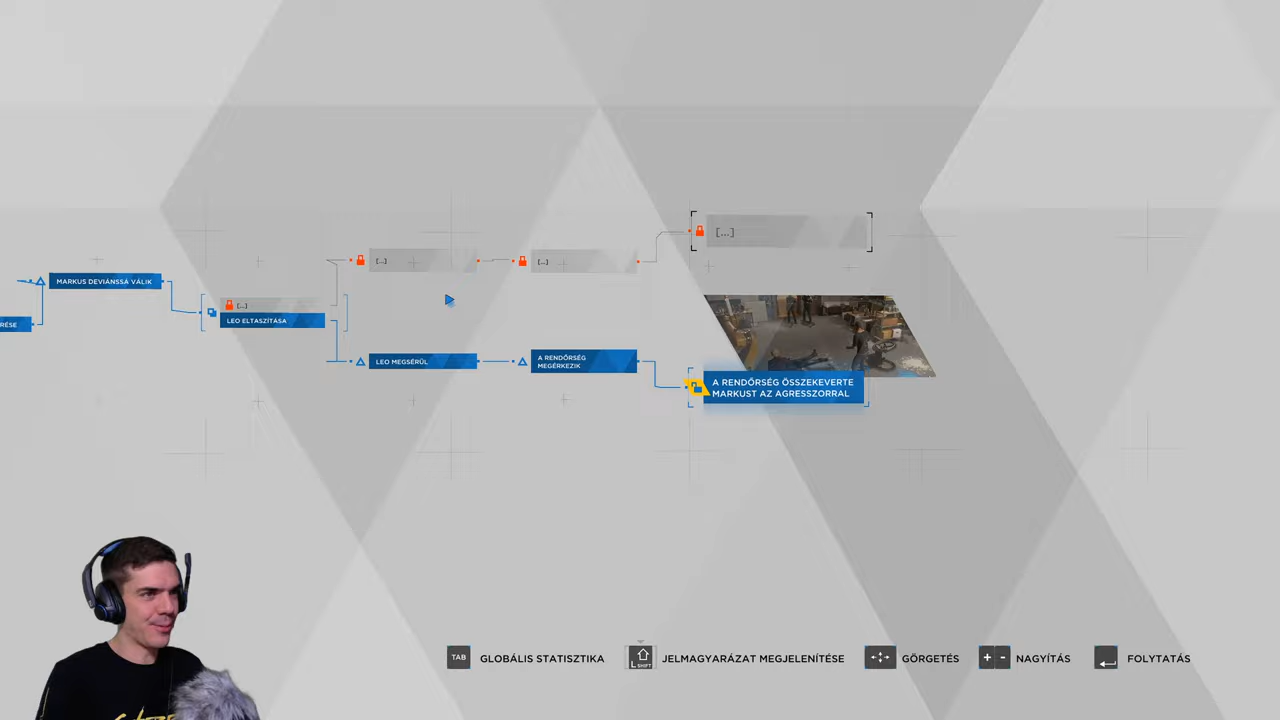 [...]
[...]
[...]
MARKUS DEVIÁNSSÁ VÁLIK
[...]
LEO ELTASZÍTÁSA
RÉSE
LEO MEGSÉRÜL
A RENDŐRSÉG
MEGÉRKEZIK
A RENDŐRSÉG ÖSSZEKEVERTE
MARKUST AZ AGRESSZORRAL
TAB GLOBÁLIS STATISZTIKA
L SHIFT JELMAGYARÁZAT MEGJELENÍTÉSE
GÖRGETÉS
+ - NAGYÍTÁS
FOLYTATÁS